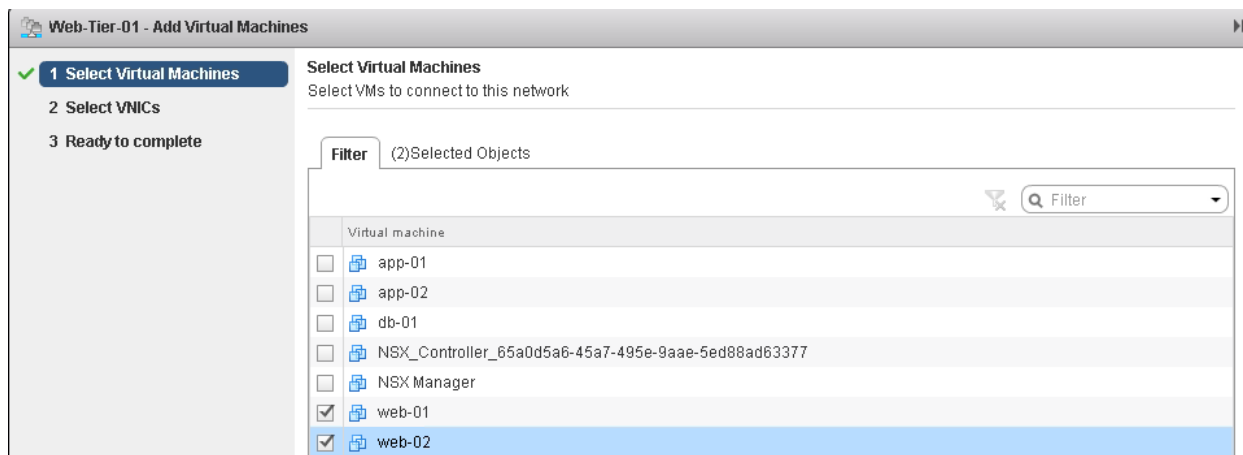 Web-Tier-01 - Add Virtual Machines
1 Select Virtual Machines
2 Select VNICs
3 Ready to complete
Select Virtual Machines
Select VMs to connect to this network
Filter
(2)Selected Objects
Filter
Virtual machine
app-01
app-02
db-01
NSX_Controller_65a0d5a6-45a7-495e-9aae-5ed88ad63377
NSX Manager
web-01
web-02